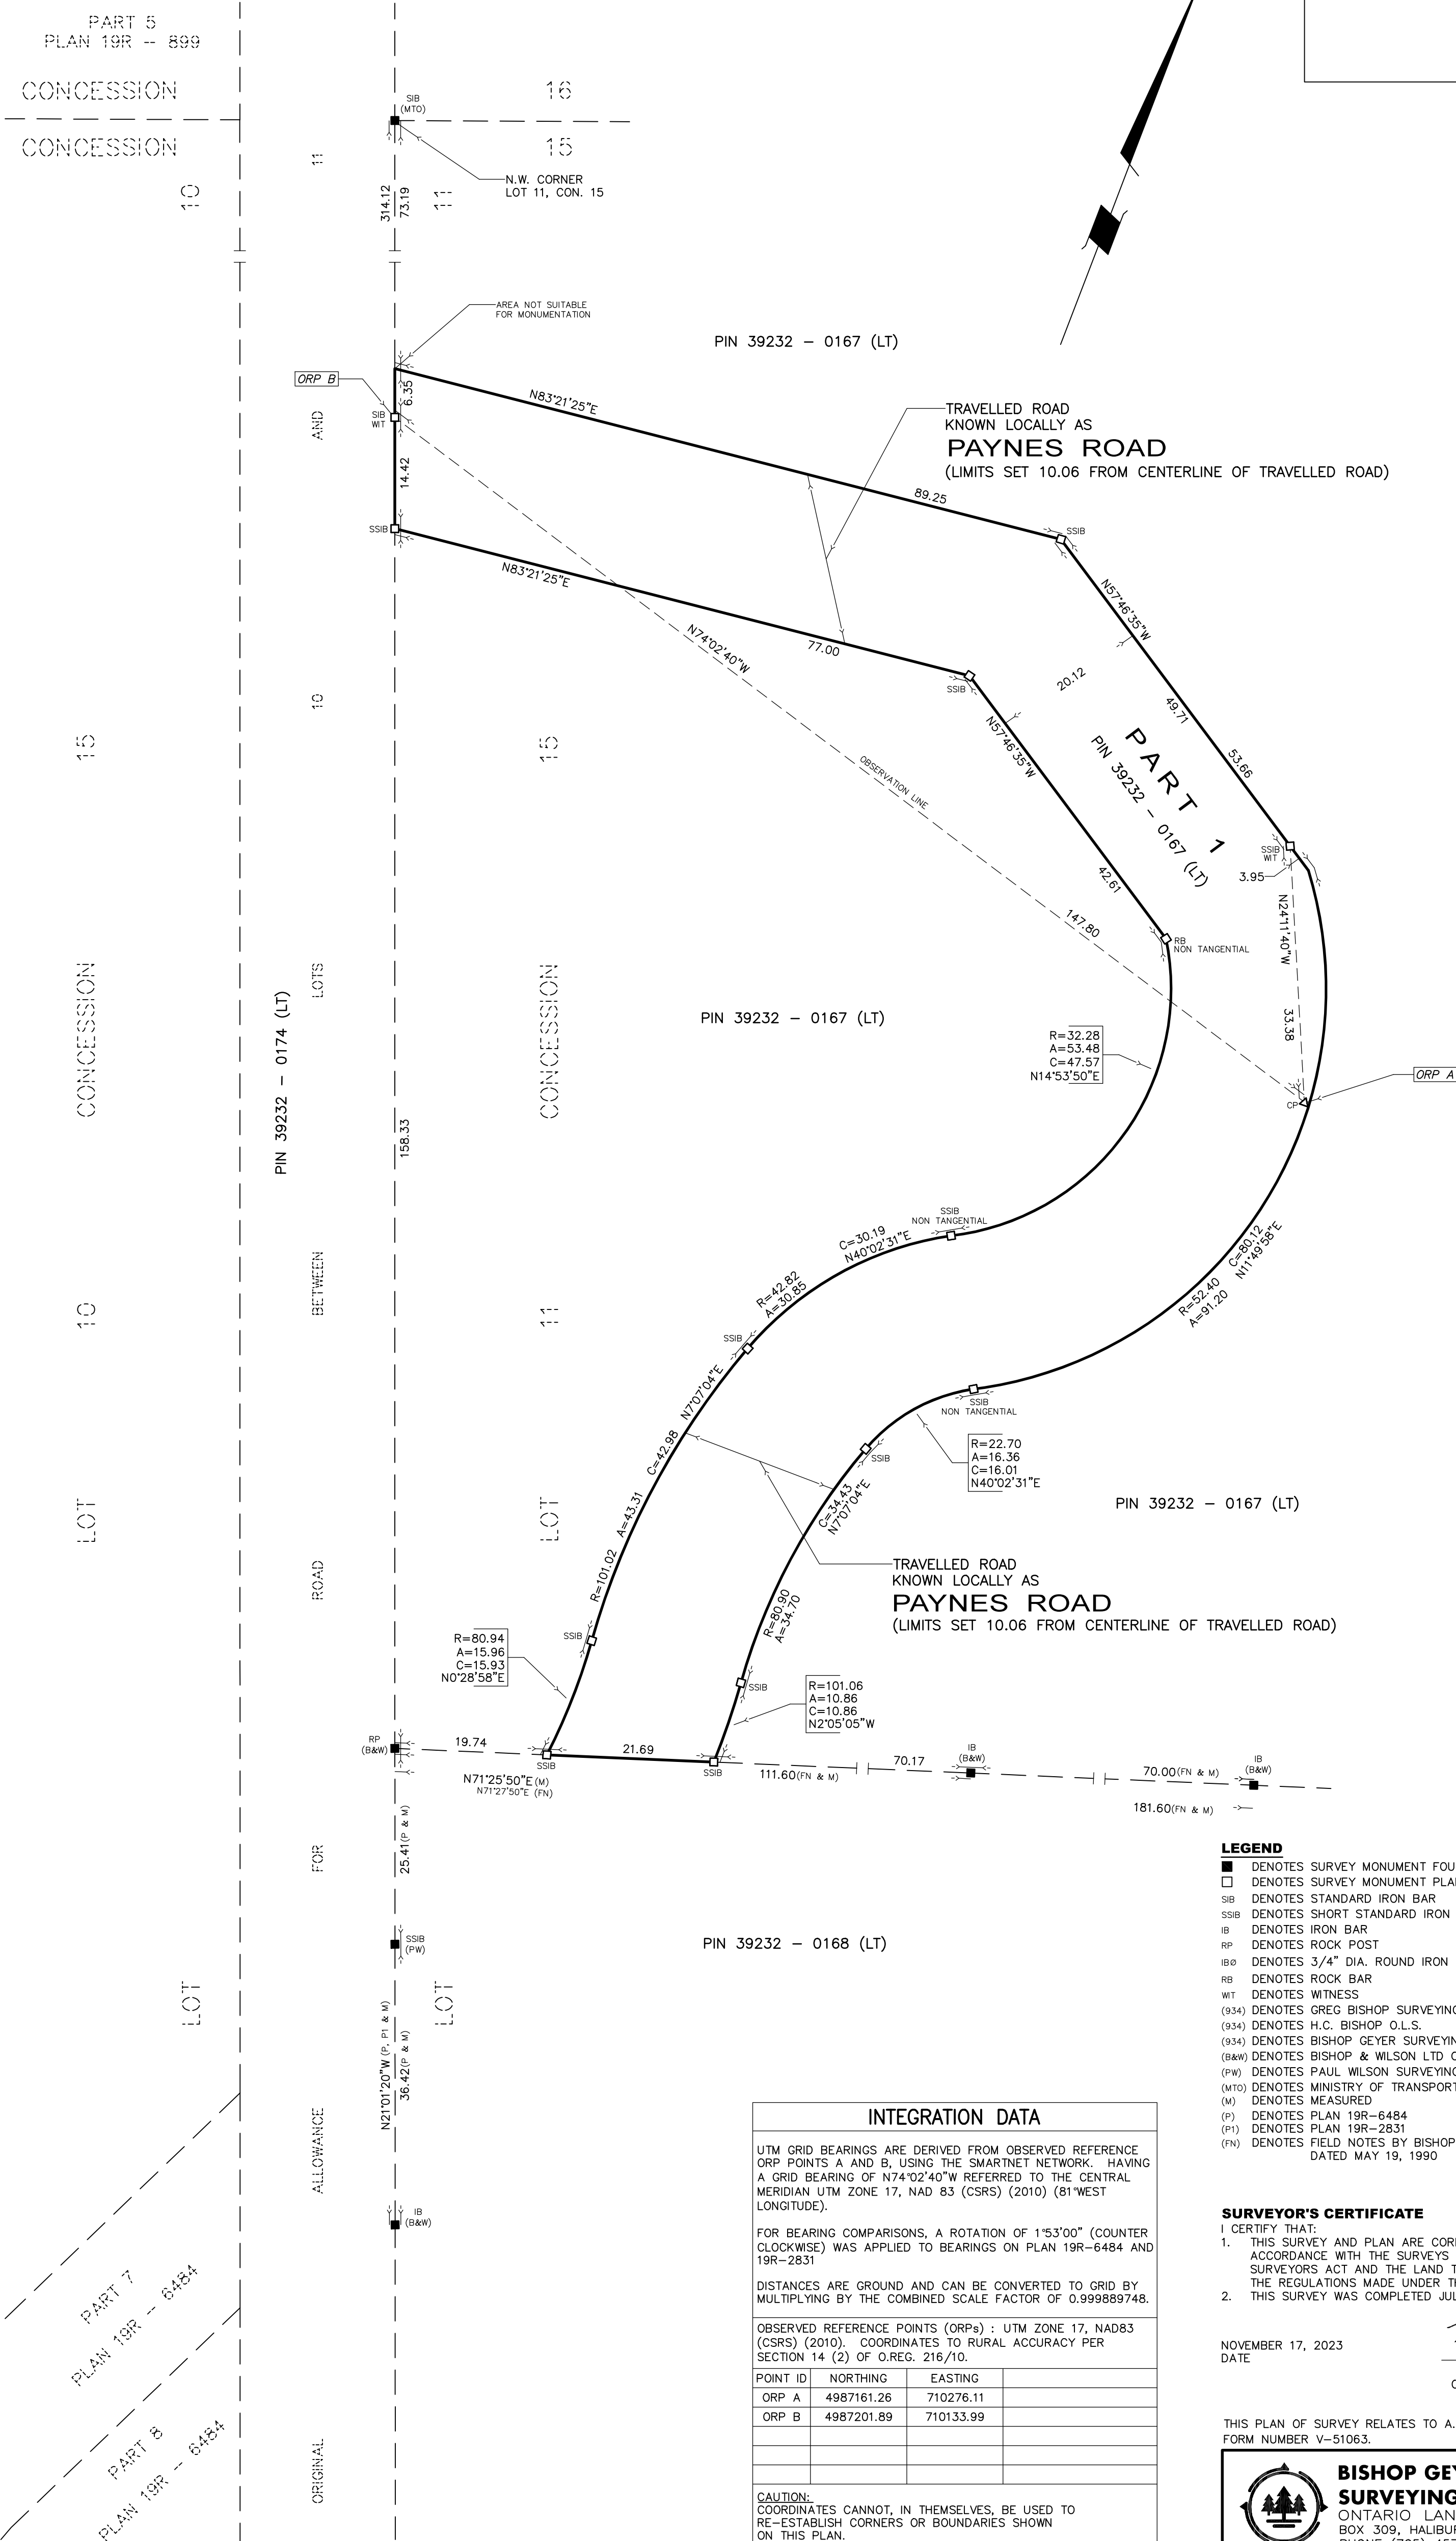 PART 5
PLAN 19R -- 899
CONCESSION
16
CONCESSION
15
SIB
(MTO)
N.W. CORNER
LOT 11, CON. 15
10
11
314.12
73.19
11
AREA NOT SUITABLE
FOR MONUMENTATION
PIN 39232 – 0167 (LT)
ORP B
6.35
SIB
WIT
14.42
SSIB
AND
N83°21'25"E
89.25
SSIB
TRAVELLED ROAD
KNOWN LOCALLY AS
PAYNES ROAD
(LIMITS SET 10.06 FROM CENTERLINE OF TRAVELLED ROAD)
N83°21'25"E
77.00
SSIB
N74°02'40"W
OBSERVATION LINE
147.80
N57°46'35"W
20.12
49.71
53.66
N57°46'35"W
42.61
PART 1
PIN 39232 – 0167 (LT)
SSIB
WIT
3.95
RB
NON TANGENTIAL
N24°11'40"W
33.38
10
15
15
CONCESSION
PIN 39232 – 0174 (LT)
LOTS
CONCESSION
158.33
PIN 39232 – 0167 (LT)
R=32.28
A=53.48
C=47.57
N14°53'50"E
ORP A
CP
SSIB
NON TANGENTIAL
C=30.19
N40°02'31"E
R=42.82
A=30.85
SSIB
C=80.12
N11°49'58"E
R=52.40
A=91.20
10
BETWEEN
11
SSIB
NON TANGENTIAL
R=22.70
A=16.36
C=16.01
N40°02'31"E
SSIB
N7°07'04"E
C=42.98
A=43.31
R=101.02
C=34.43
N7°07'04"E
R=80.90
A=34.70
PIN 39232 – 0167 (LT)
LOT
ROAD
LOT
TRAVELLED ROAD
KNOWN LOCALLY AS
PAYNES ROAD
(LIMITS SET 10.06 FROM CENTERLINE OF TRAVELLED ROAD)
SSIB
R=80.94
A=15.96
C=15.93
N0°28'58"E
SSIB
R=101.06
A=10.86
C=10.86
N2°05'05"W
RP
(B&W)
19.74
SSIB
21.69
SSIB
N71°25'50"E (M)
N71°27'50"E (FN)
111.60(FN & M)
70.17
IB
(B&W)
70.00(FN & M)
IB
(B&W)
181.60(FN & M)
25.41(P & M)
FOR
SSIB
(PW)
PIN 39232 – 0168 (LT)
LOT
LOT
N21°01'20"W (P, P1 & M)
36.42(P & M)
ALLOWANCE
IB
(B&W)
ORIGINAL
PART 7
PLAN 19R -- 6484
PART 8
PLAN 19R -- 6484
LEGEND
DENOTES SURVEY MONUMENT FOU
DENOTES SURVEY MONUMENT PLA
SIB DENOTES STANDARD IRON BAR
SSIB DENOTES SHORT STANDARD IRON
IB DENOTES IRON BAR
RP DENOTES ROCK POST
IBØ DENOTES 3/4" DIA. ROUND IRON
RB DENOTES ROCK BAR
WIT DENOTES WITNESS
(934) DENOTES GREG BISHOP SURVEYING
(934) DENOTES H.C. BISHOP O.L.S.
(934) DENOTES BISHOP GEYER SURVEYIN
(B&W) DENOTES BISHOP & WILSON LTD
(PW) DENOTES PAUL WILSON SURVEYING
(MTO) DENOTES MINISTRY OF TRANSPORT
(M) DENOTES MEASURED
(P) DENOTES PLAN 19R–6484
(P1) DENOTES PLAN 19R–2831
(FN) DENOTES FIELD NOTES BY BISHOP
DATED MAY 19, 1990
INTEGRATION DATA
UTM GRID BEARINGS ARE DERIVED FROM OBSERVED REFERENCE
ORP POINTS A AND B, USING THE SMARTNET NETWORK. HAVING
A GRID BEARING OF N74°02'40"W REFERRED TO THE CENTRAL
MERIDIAN UTM ZONE 17, NAD 83 (CSRS) (2010) (81°WEST
LONGITUDE).
FOR BEARING COMPARISONS, A ROTATION OF 1°53'00" (COUNTER
CLOCKWISE) WAS APPLIED TO BEARINGS ON PLAN 19R–6484 AND
19R–2831
DISTANCES ARE GROUND AND CAN BE CONVERTED TO GRID BY
MULTIPLYING BY THE COMBINED SCALE FACTOR OF 0.999889748.
OBSERVED REFERENCE POINTS (ORPs) : UTM ZONE 17, NAD83
(CSRS) (2010). COORDINATES TO RURAL ACCURACY PER
SECTION 14 (2) OF O.REG. 216/10.
POINT ID NORTHING EASTING
ORP A 4987161.26 710276.11
ORP B 4987201.89 710133.99
CAUTION:
COORDINATES CANNOT, IN THEMSELVES, BE USED TO
RE–ESTABLISH CORNERS OR BOUNDARIES SHOWN
ON THIS PLAN.
SURVEYOR'S CERTIFICATE
I CERTIFY THAT:
1. THIS SURVEY AND PLAN ARE COR
ACCORDANCE WITH THE SURVEYS
SURVEYORS ACT AND THE LAND T
THE REGULATIONS MADE UNDER TH
2. THIS SURVEY WAS COMPLETED JUL
NOVEMBER 17, 2023
DATE
THIS PLAN OF SURVEY RELATES TO A.
FORM NUMBER V–51063.
BISHOP GEY
SURVEYING
ONTARIO LAN
BOX 309, HALIBUT